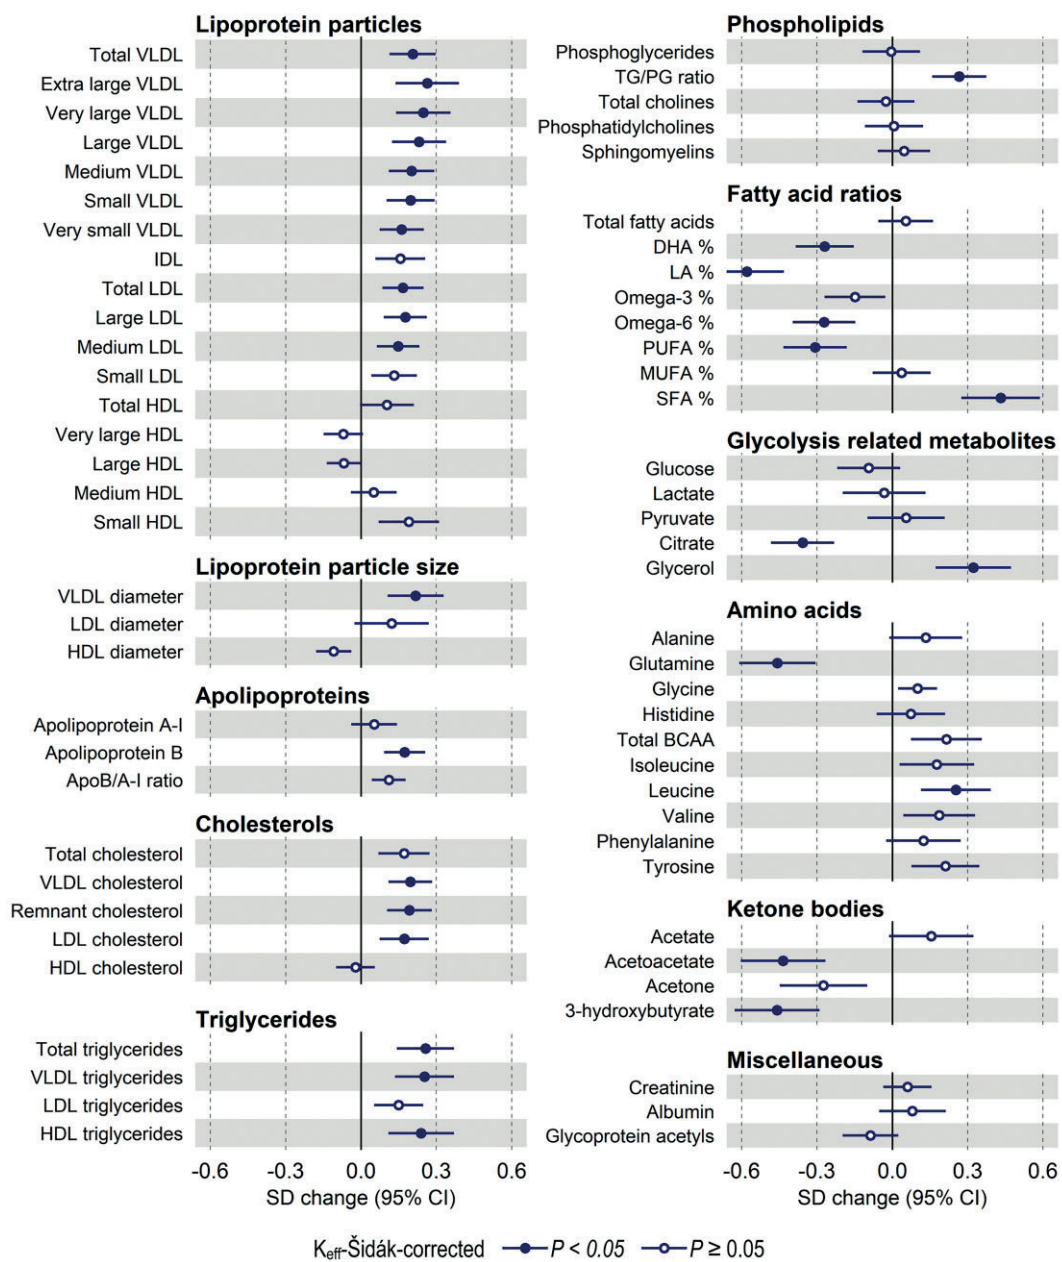 Lipoprotein particles
Total VLDL
Extra large VLDL
Very large VLDL
Large VLDL
Medium VLDL
Small VLDL
Very small VLDL
IDL
Total LDL
Large LDL
Medium LDL
Small LDL
Total HDL
Very large HDL
Large HDL
Medium HDL
Small HDL
Lipoprotein particle size
VLDL diameter
LDL diameter
HDL diameter
Apolipoproteins
Apolipoprotein A-I
Apolipoprotein B
ApoB/A-I ratio
Cholesterols
Total cholesterol
VLDL cholesterol
Remnant cholesterol
LDL cholesterol
HDL cholesterol
Triglycerides
Total triglycerides
VLDL triglycerides
LDL triglycerides
HDL triglycerides
-0.6 -0.3 0.0 0.3 0.6
SD change (95% CI)
Phospholipids
Phosphoglycerides
TG/PG ratio
Total cholines
Phosphatidylcholines
Sphingomyelins
Fatty acid ratios
Total fatty acids
DHA %
LA %
Omega-3 %
Omega-6 %
PUFA %
MUFA %
SFA %
Glycolysis related metabolites
Glucose
Lactate
Pyruvate
Citrate
Glycerol
Amino acids
Alanine
Glutamine
Glycine
Histidine
Total BCAA
Isoleucine
Leucine
Valine
Phenylalanine
Tyrosine
Ketone bodies
Acetate
Acetoacetate
Acetone
3-hydroxybutyrate
Miscellaneous
Creatinine
Albumin
Glycoprotein acetyls
-0.6 -0.3 0.0 0.3 0.6
SD change (95% CI)
Keff-Šidák-corrected P < 0.05 P ≥ 0.05